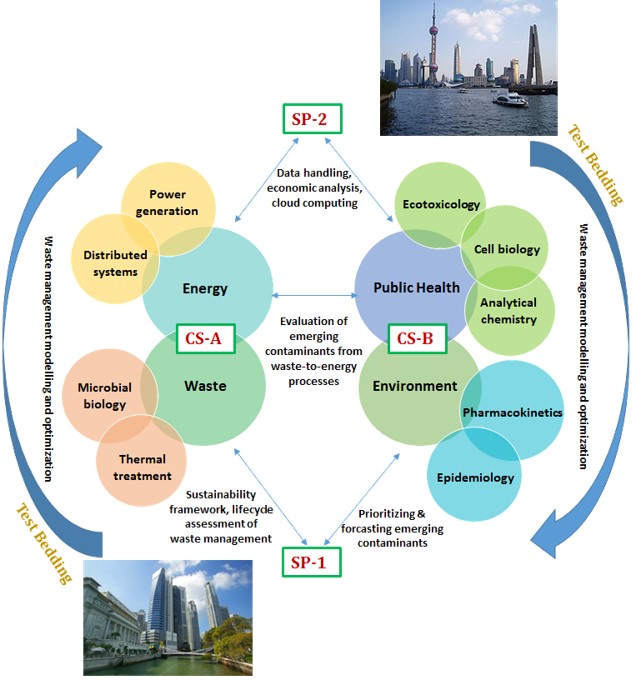 SP-2
Test Bedding
Data handling,
economic analysis,
cloud computing
Power
generation
Distributed
systems
Energy
Ecotoxicology
Cell biology
Public Health
Analytical
chemistry
Waste management modelling and optimization
Waste management modelling and optimization
Evaluation of
emerging
contaminants from
waste-to-energy
processes
CS-A
CS-B
Microbial
biology
Waste
Thermal
treatment
Environment
Pharmacokinetics
Epidemiology
Sustainability
framework, lifecycle
assessment of
waste management
Prioritizing &
forcasting emerging
contaminants
Test Bedding
SP-1